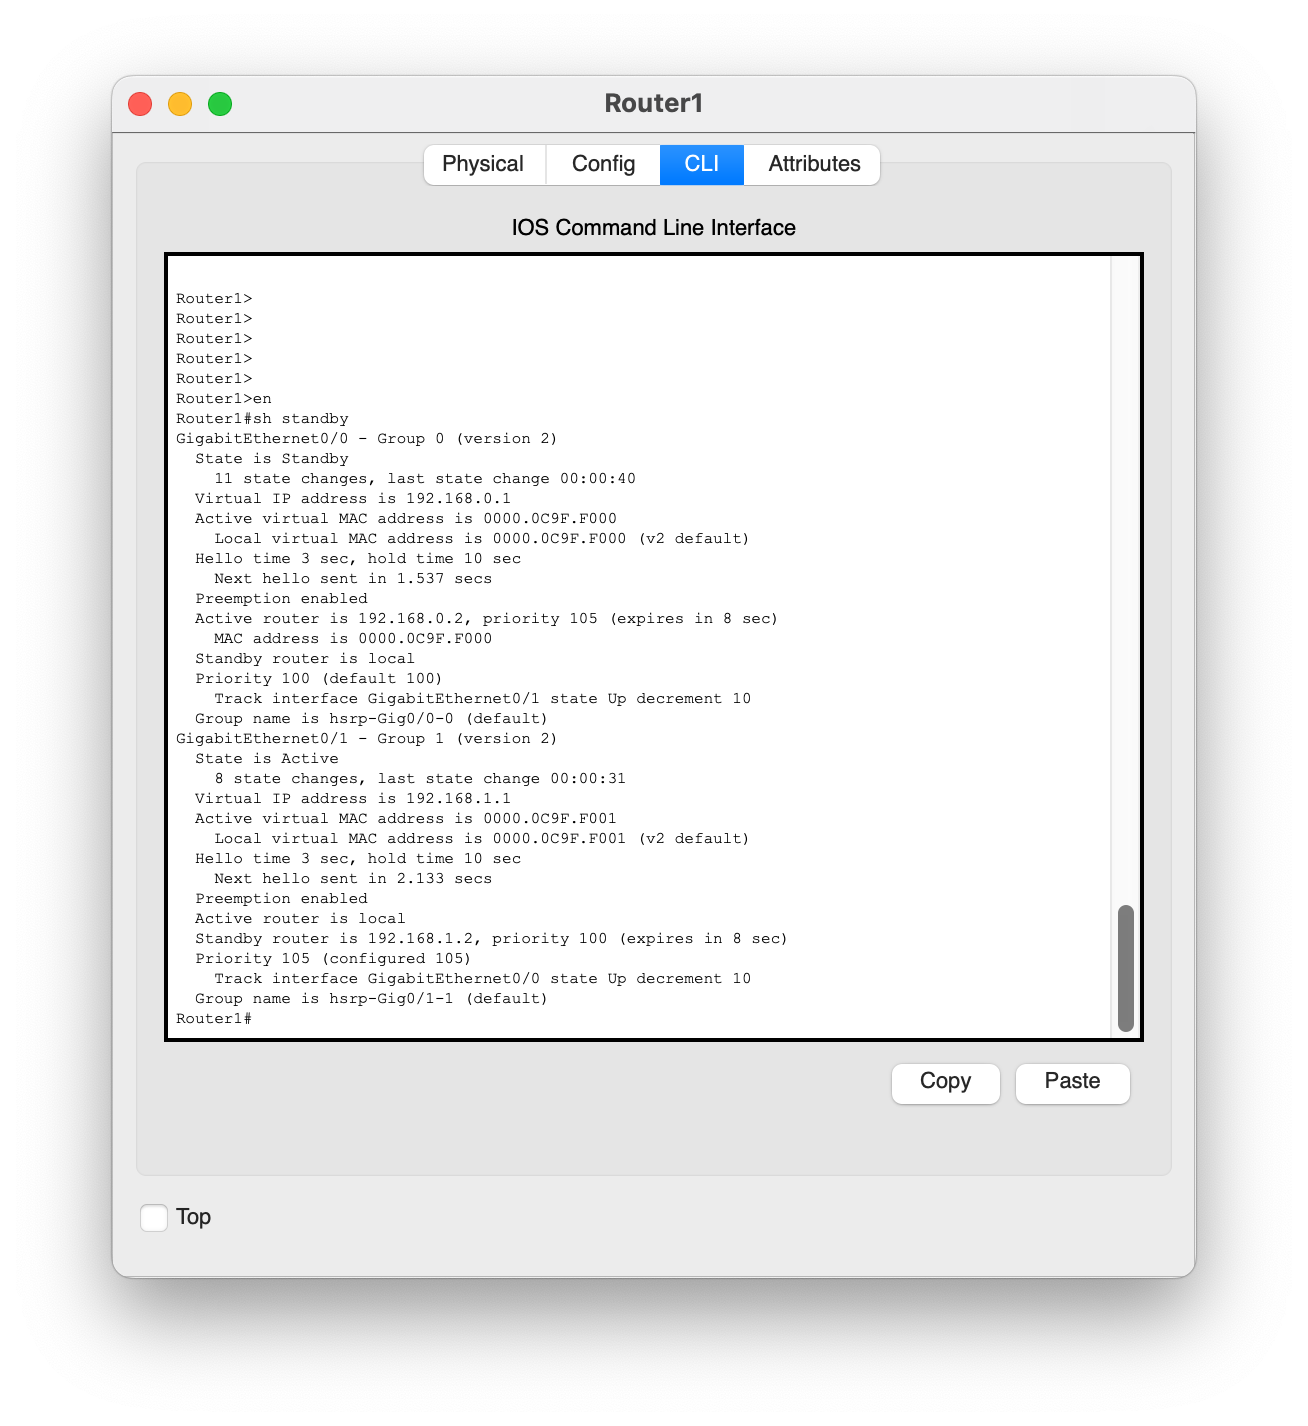 Router1
Physical Config CLI Attributes
IOS Command Line Interface
Router1>
Router1>
Router1>
Router1>
Router1>
Router1>en
Router1#sh standby
GigabitEthernet0/0 - Group 0 (version 2)
  State is Standby
    11 state changes, last state change 00:00:40
  Virtual IP address is 192.168.0.1
  Active virtual MAC address is 0000.0C9F.F000
    Local virtual MAC address is 0000.0C9F.F000 (v2 default)
  Hello time 3 sec, hold time 10 sec
    Next hello sent in 1.537 secs
  Preemption enabled
  Active router is 192.168.0.2, priority 105 (expires in 8 sec)
    MAC address is 0000.0C9F.F000
  Standby router is local
  Priority 100 (default 100)
    Track interface GigabitEthernet0/1 state Up decrement 10
  Group name is hsrp-Gig0/0-0 (default)
GigabitEthernet0/1 - Group 1 (version 2)
  State is Active
    8 state changes, last state change 00:00:31
  Virtual IP address is 192.168.1.1
  Active virtual MAC address is 0000.0C9F.F001
    Local virtual MAC address is 0000.0C9F.F001 (v2 default)
  Hello time 3 sec, hold time 10 sec
    Next hello sent in 2.133 secs
  Preemption enabled
  Active router is local
  Standby router is 192.168.1.2, priority 100 (expires in 8 sec)
  Priority 105 (configured 105)
    Track interface GigabitEthernet0/0 state Up decrement 10
  Group name is hsrp-Gig0/1-1 (default)
Router1#
Copy Paste
Top